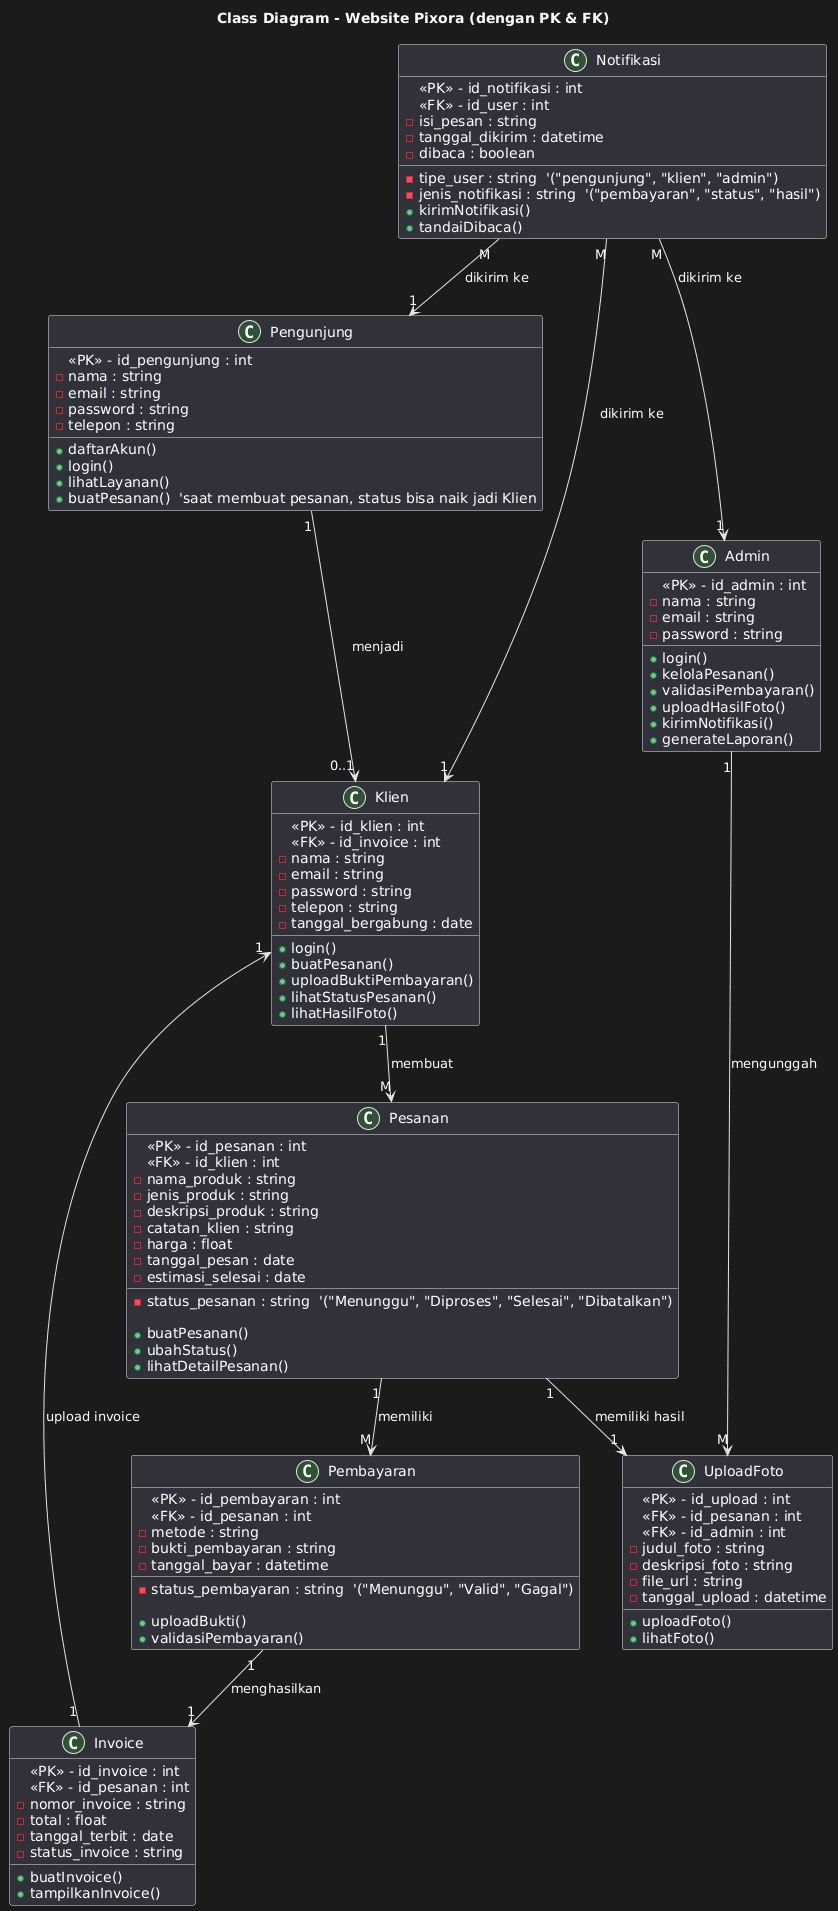 Class Diagram - Website Pixora (dengan PK & FK)
C Notifikasi
«PK» - id_notifikasi : int
«FK» - id_user : int
isi_pesan : string
tanggal_dikirim : datetime
dibaca : boolean
tipe_user : string  '("pengunjung", "klien", "admin")
jenis_notifikasi : string  '("pembayaran", "status", "hasil")
kirimNotifikasi()
tandaiDibaca()
M
M
M
dikirim ke
dikirim ke
1
C Pengunjung
«PK» - id_pengunjung : int
nama : string
email : string
password : string
telepon : string
daftarAkun()
login()
lihatLayanan()
buatPesanan()  'saat membuat pesanan, status bisa naik jadi Klien
dikirim ke
1
1
C Admin
«PK» - id_admin : int
nama : string
email : string
password : string
login()
kelolaPesanan()
validasiPembayaran()
uploadHasilFoto()
kirimNotifikasi()
generateLaporan()
menjadi
0..1
1
1
C Klien
«PK» - id_klien : int
«FK» - id_invoice : int
nama : string
email : string
password : string
telepon : string
tanggal_bergabung : date
login()
buatPesanan()
uploadBuktiPembayaran()
lihatStatusPesanan()
lihatHasilFoto()
1
1
membuat
mengunggah
M
C Pesanan
«PK» - id_pesanan : int
«FK» - id_klien : int
nama_produk : string
jenis_produk : string
deskripsi_produk : string
catatan_klien : string
harga : float
tanggal_pesan : date
estimasi_selesai : date
status_pesanan : string  '("Menunggu", "Diproses", "Selesai", "Dibatalkan")
buatPesanan()
ubahStatus()
lihatDetailPesanan()
1
1
upload invoice
memiliki
memiliki hasil
M
1
M
C Pembayaran
«PK» - id_pembayaran : int
«FK» - id_pesanan : int
metode : string
bukti_pembayaran : string
tanggal_bayar : datetime
status_pembayaran : string  '("Menunggu", "Valid", "Gagal")
uploadBukti()
validasiPembayaran()
C UploadFoto
«PK» - id_upload : int
«FK» - id_pesanan : int
«FK» - id_admin : int
judul_foto : string
deskripsi_foto : string
file_url : string
tanggal_upload : datetime
uploadFoto()
lihatFoto()
1
menghasilkan
1
1
C Invoice
«PK» - id_invoice : int
«FK» - id_pesanan : int
nomor_invoice : string
total : float
tanggal_terbit : date
status_invoice : string
buatInvoice()
tampilkanInvoice()